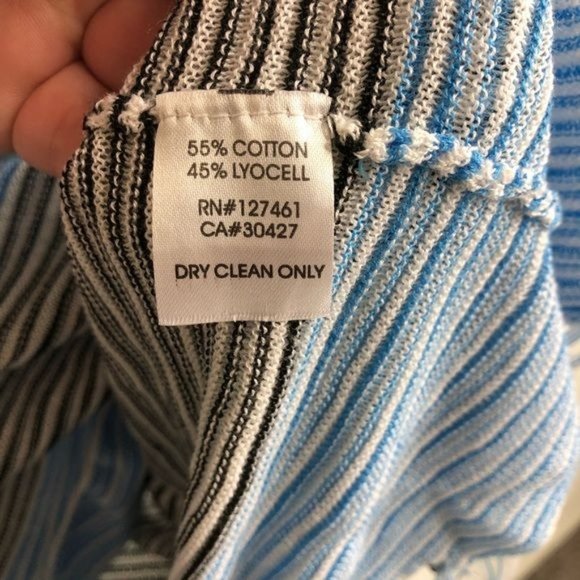 55% COTTON
45% LYOCELL
RN#127461
CA#30427
DRY CLEAN ONLY